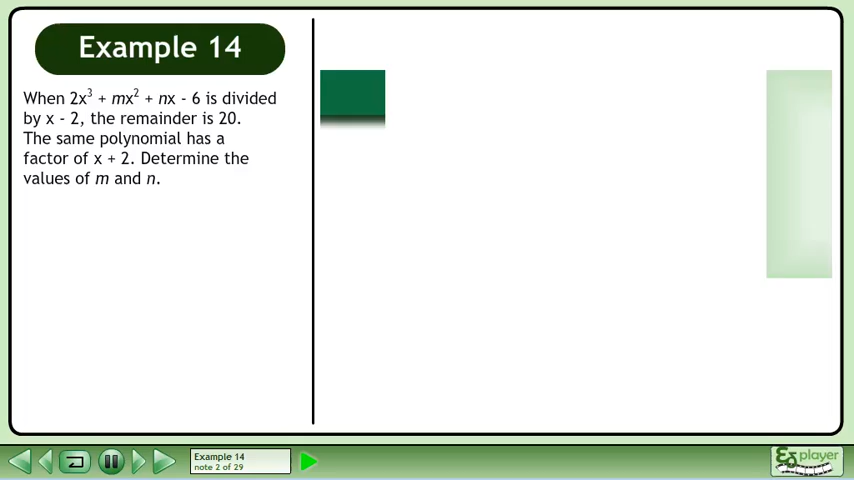 Example 14
When 2x³ + mx² + nx - 6 is divided
by x - 2, the remainder is 20.
The same polynomial has a
factor of x + 2. Determine the
values of m and n.
Example 14
note 2 of 29
player